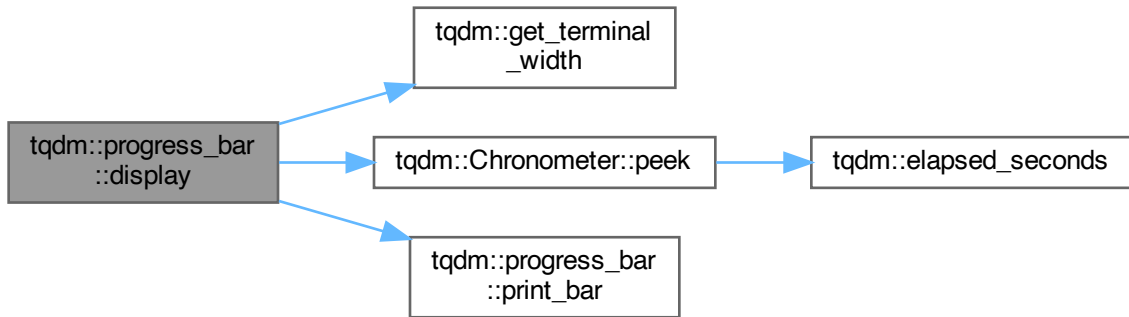 tqdm::get_terminal
_width
tqdm::progress_bar
::display
tqdm::Chronometer::peek
tqdm::elapsed_seconds
tqdm::progress_bar
::print_bar